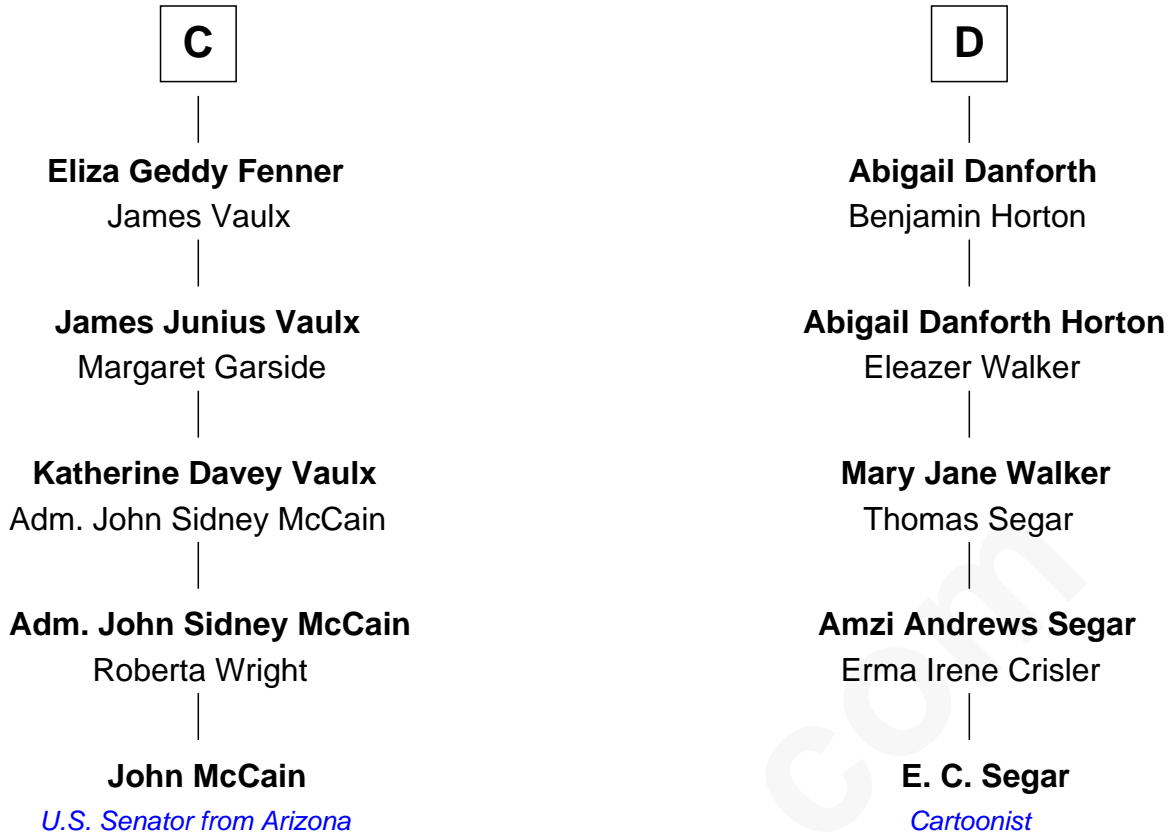 C
Eliza Geddy Fenner
James Vaulx
James Junius Vaulx
Margaret Garside
Katherine Davey Vaulx
Adm. John Sidney McCain
Adm. John Sidney McCain
Roberta Wright
John McCain
U.S. Senator from Arizona
D
Abigail Danforth
Benjamin Horton
Abigail Danforth Horton
Eleazer Walker
Mary Jane Walker
Thomas Segar
Amzi Andrews Segar
Erma Irene Crisler
E. C. Segar
Cartoonist
com